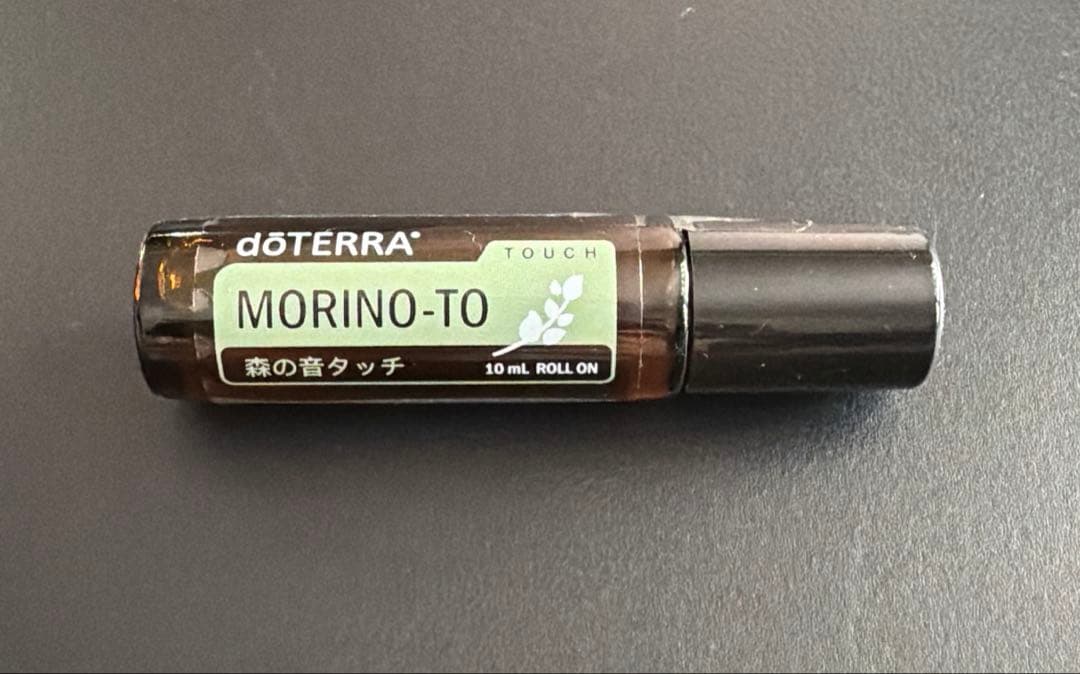 dōTERRA®
TOUCH
MORINO-TO
森の音タッチ
10 mL ROLL ON